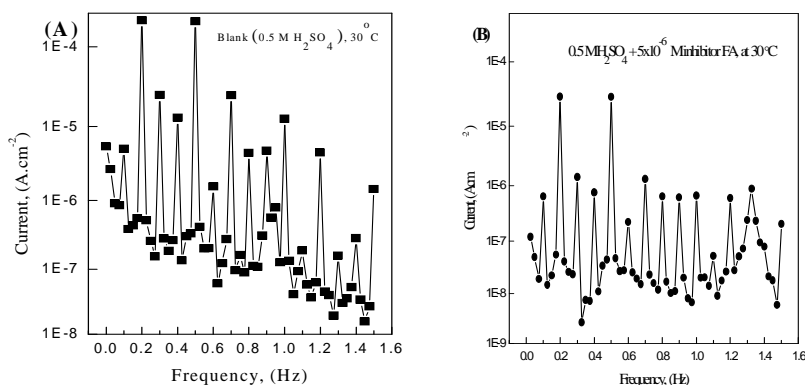 (A)
Blank (0.5 M H2SO4), 30°C
1E-4
1E-5
1E-6
1E-7
1E-8
Current, (A.cm-2)
0.0 0.2 0.4 0.6 0.8 1.0 1.2 1.4 1.6
Frequency, (Hz)
(B)
0.5 M H2SO4 + 5x10-6 M inhibitor FA, at 30°C
1E-4
1E-5
1E-6
1E-7
1E-8
1E-9
Current, (A.cm-2)
0.0 0.2 0.4 0.6 0.8 1.0 1.2 1.4 1.6
Frequency, (Hz)